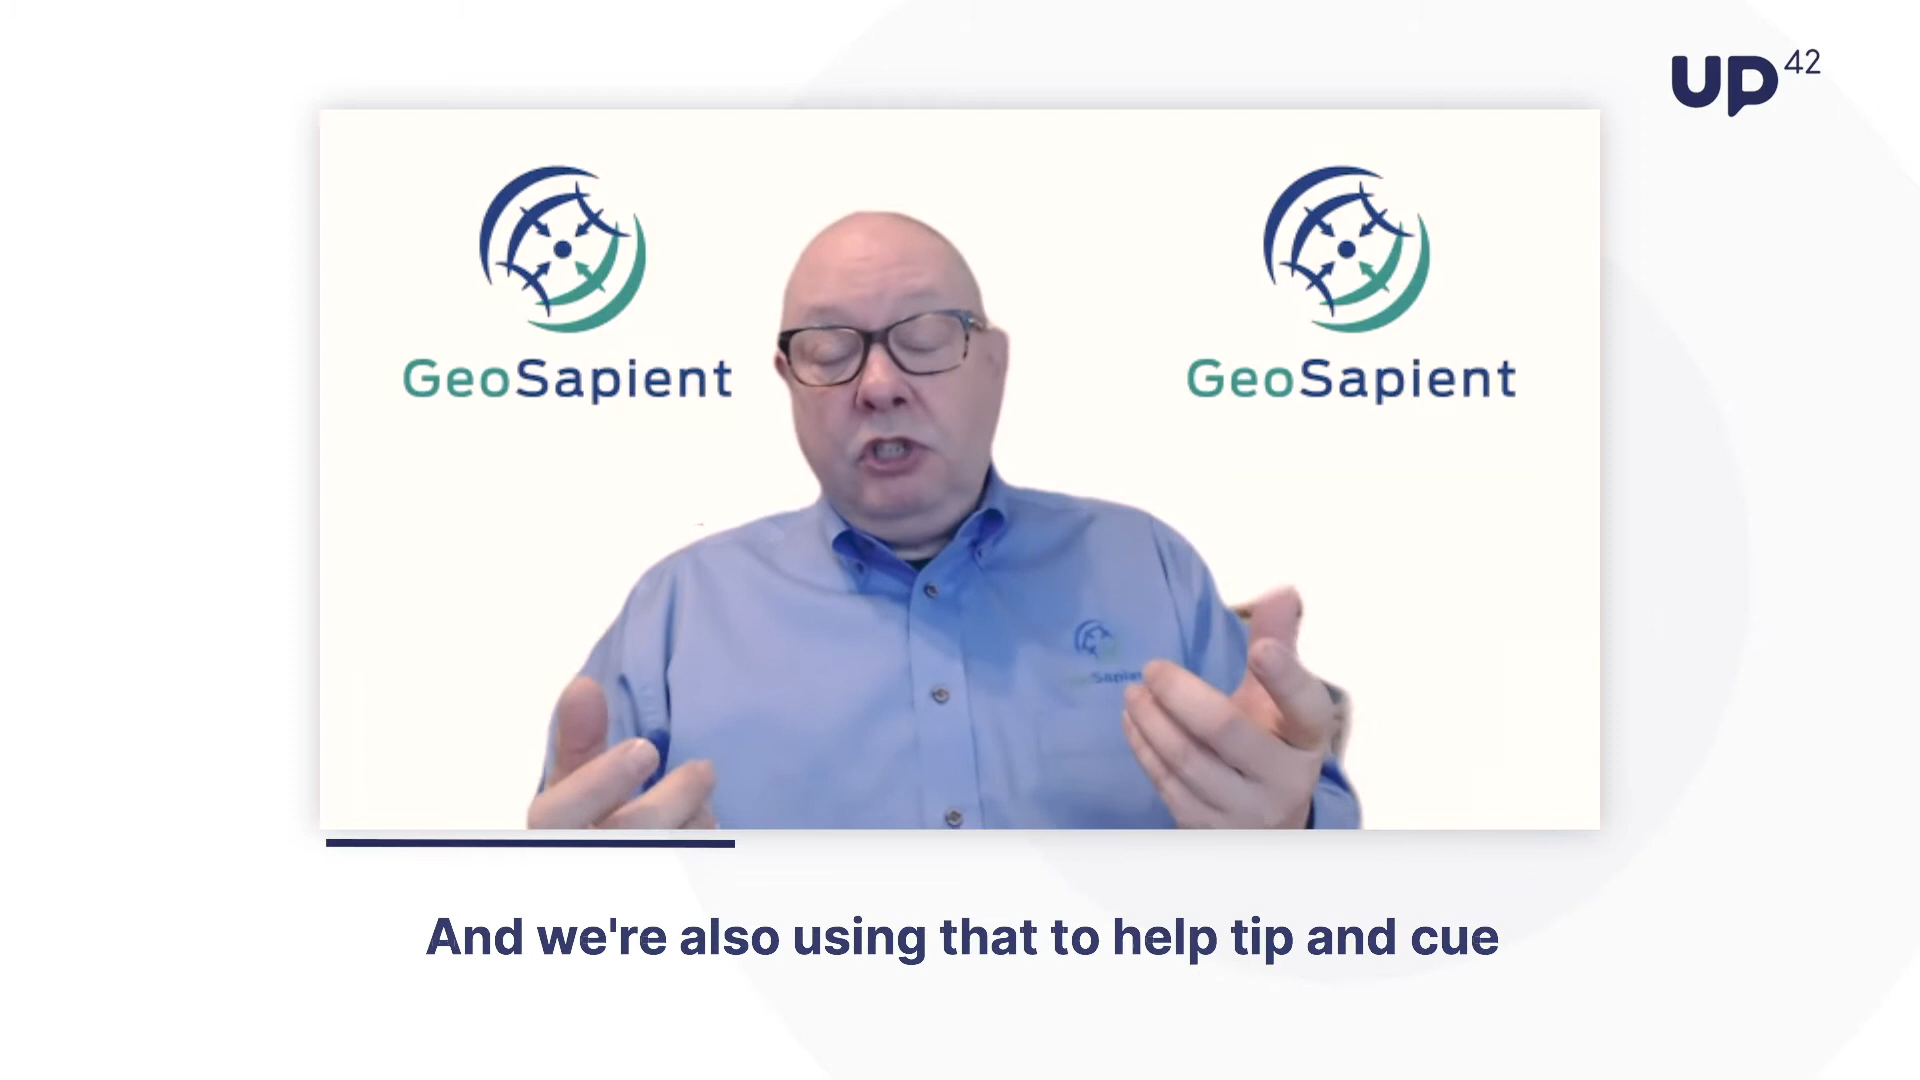 UP42
GeoSapient
GeoSapient
And we're also using that to help tip and cue